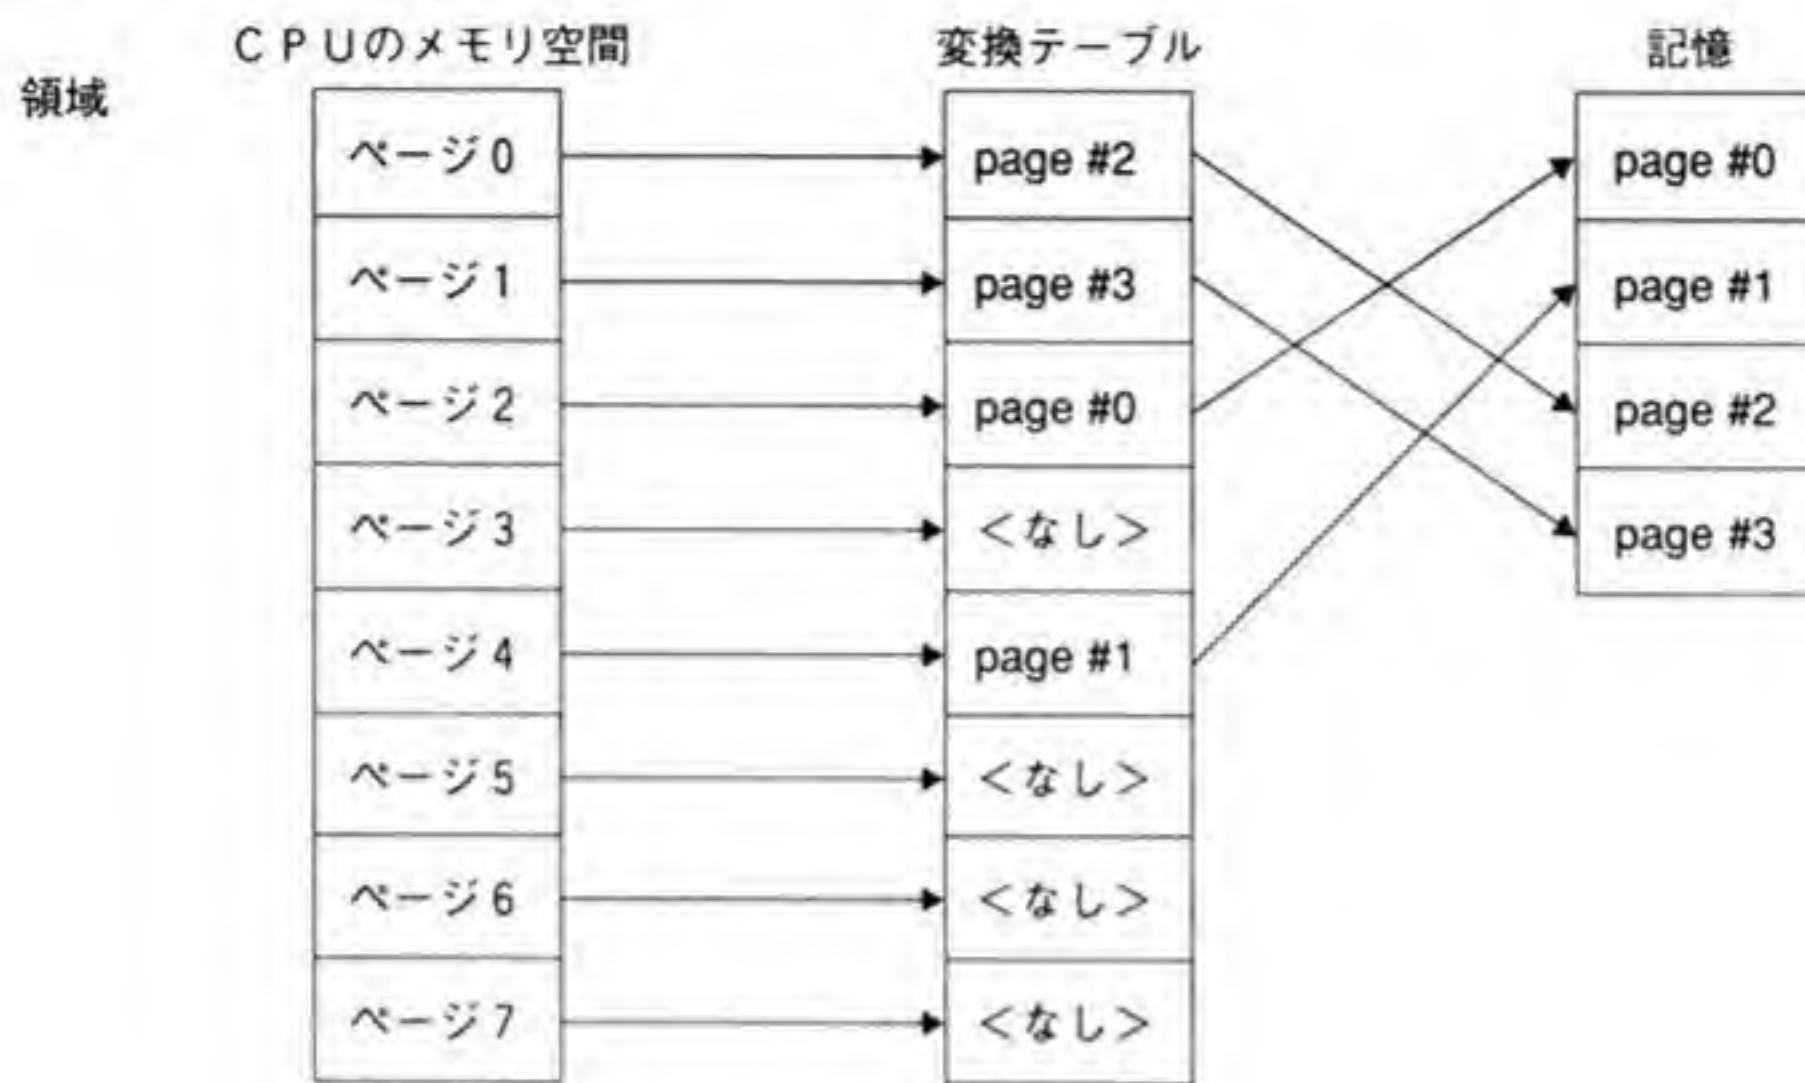 CPUのメモリ空間 変換テーブル 記憶
領域
ページ0 page #2 page #0
ページ1 page #3 page #1
ページ2 page #0 page #2
ページ3 <なし> page #3
ページ4 page #1
ページ5 <なし>
ページ6 <なし>
ページ7 <なし>